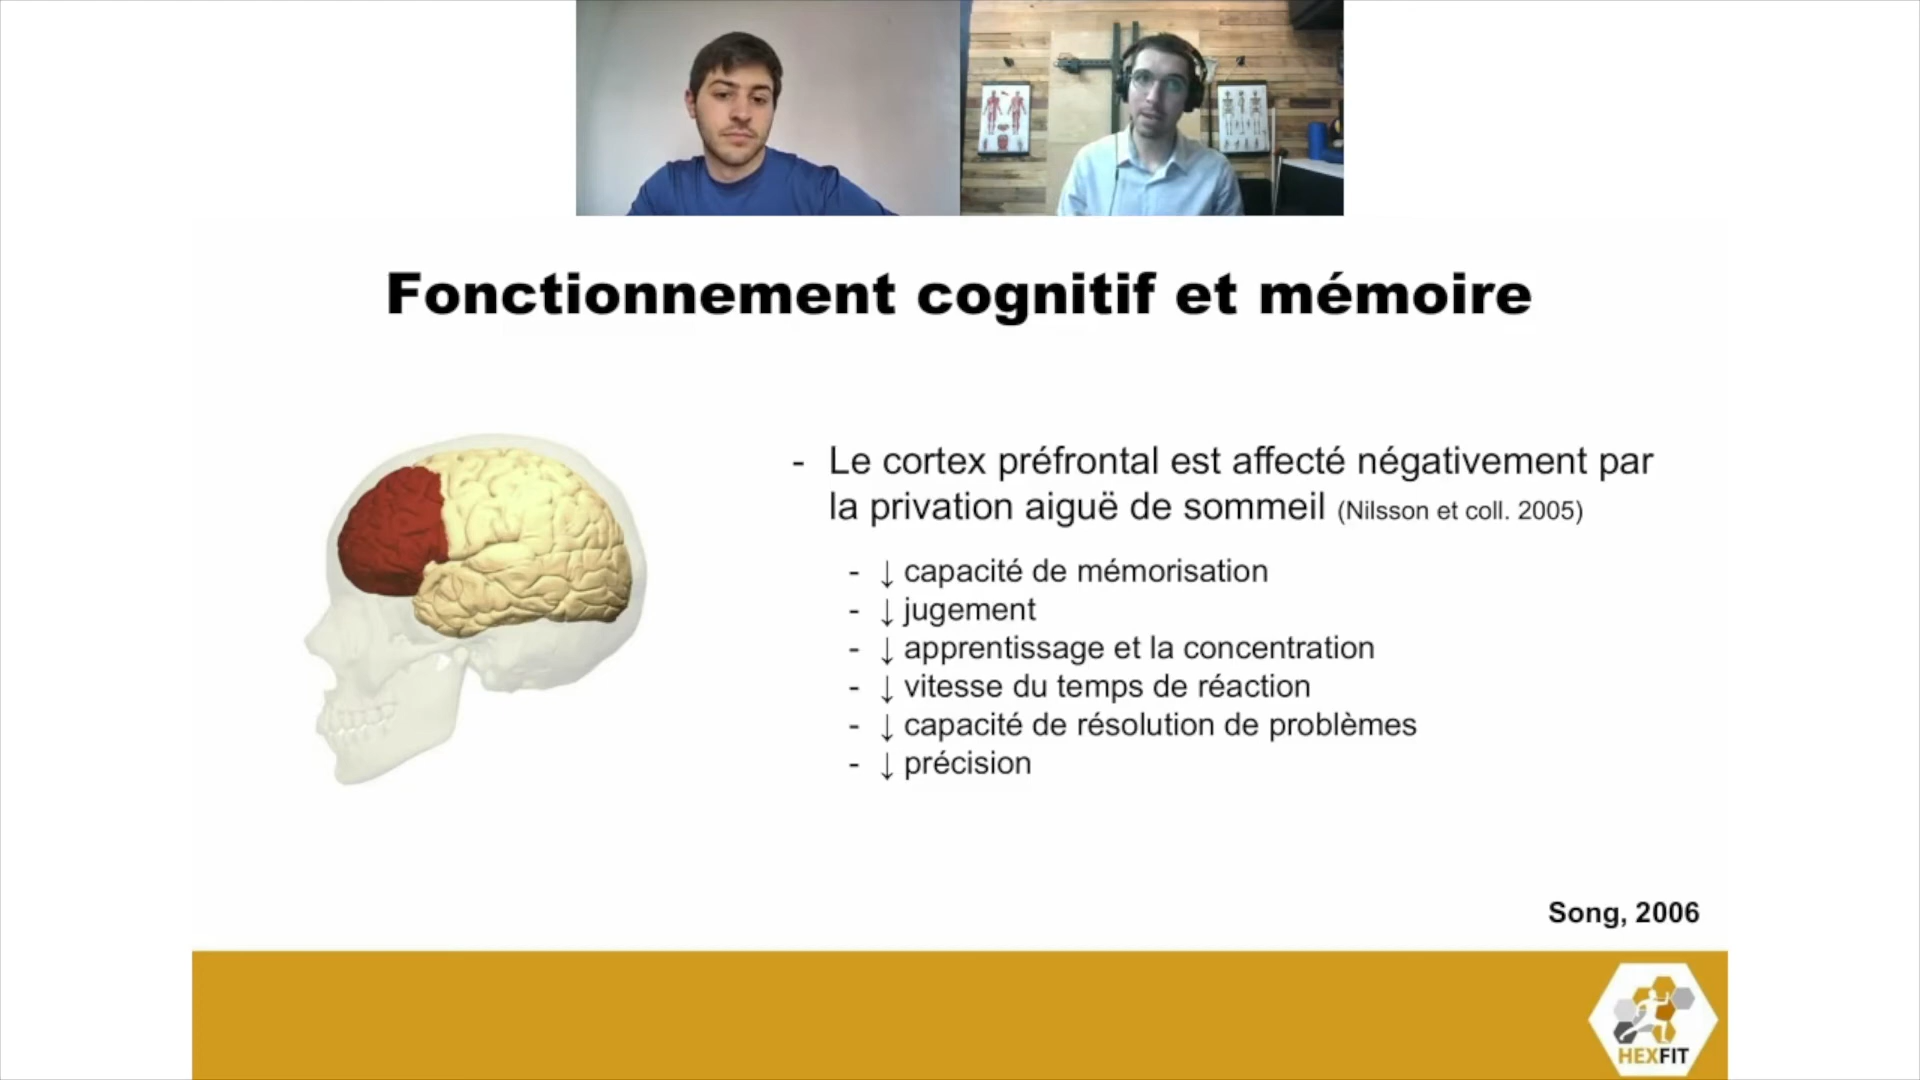 Fonctionnement cognitif et mémoire
- Le cortex préfrontal est affecté négativement par
la privation aiguë de sommeil (Nilsson et coll. 2005)
- ↓ capacité de mémorisation
- ↓ jugement
- ↓ apprentissage et la concentration
- ↓ vitesse du temps de réaction
- ↓ capacité de résolution de problèmes
- ↓ précision
Song, 2006
HEXFIT